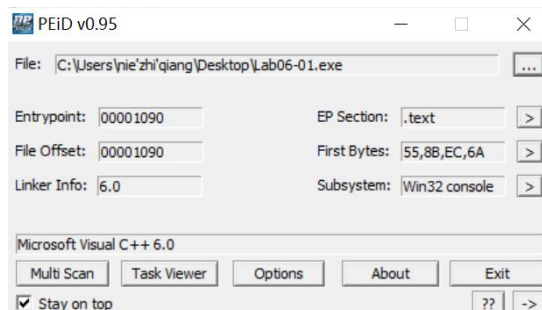 PEiD v0.95
File: C:\Users\nie'zhi'qiang\Desktop\Lab06-01.exe ...
Entrypoint: 00001090 EP Section: .text >
File Offset: 00001090 First Bytes: 55,8B,EC,6A >
Linker Info: 6.0 Subsystem: Win32 console >
Microsoft Visual C++ 6.0
Multi Scan Task Viewer Options About Exit
Stay on top ?? ->